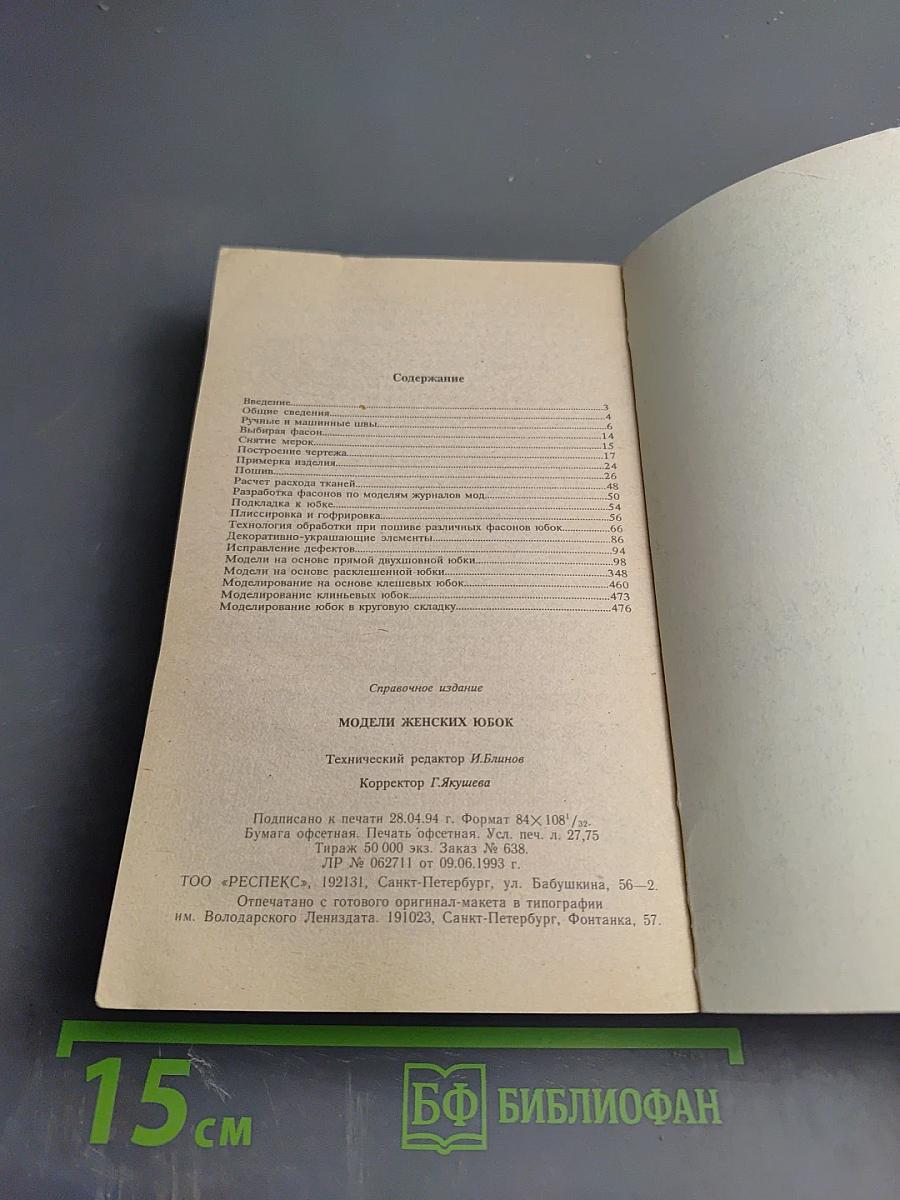 Содержание
Введение....3
Общие сведения....4
Ручные и машинные швы....6
Выбирая фасон....14
Снятие мерок....15
Построение чертежа....17
Примерка изделия....24
Пошив....26
Расчет расхода тканей....48
Разработка фасонов по моделям журналов мод....50
Подкладка к юбке....54
Плиссировка и гофрировка....56
Технология обработки при пошиве различных фасонов юбок....66
Декоративно-украшающие элементы....86
Исправление дефектов....94
Модели на основе прямой двухшовной юбки....98
Модели на основе расклешенной юбки....348
Моделирование на основе клешевых юбок....460
Моделирование клиньевых юбок....473
Моделирование юбок в круговую складку....476
Справочное издание
МОДЕЛИ ЖЕНСКИХ ЮБОК
Технический редактор И.Блинов
Корректор Г.Якушева
Подписано к печати 28.04.94 г. Формат 84×108¹/₃₂.
Бумага офсетная. Печать офсетная. Усл. печ. л. 27,75
Тираж 50 000 экз. Заказ № 638.
ЛР № 062711 от 09.06.1993 г.
ТОО «РЕСПЕКС», 192131, Санкт-Петербург, ул. Бабушкина, 56—2.
Отпечатано с готового оригинал-макета в типографии
им. Володарского Лениздата. 191023, Санкт-Петербург, Фонтанка, 57.
15 см
БФ БИБЛИОФАН